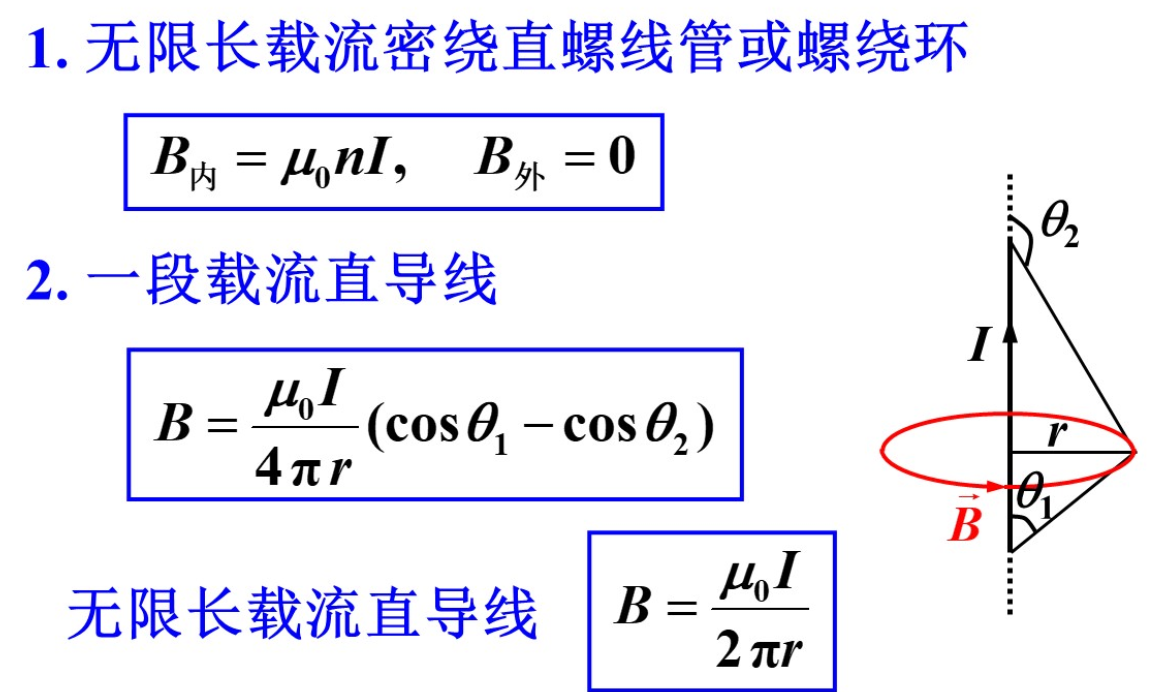 1. 无限长载流密绕直螺线管或螺绕环
B内 = μ₀nI, B外 = 0
2. 一段载流直导线
B = μ₀I / 4πr (cosθ₁ − cosθ₂)
无限长载流直导线 B = μ₀I / 2πr
θ₂
I
r
θ₁
B⃗